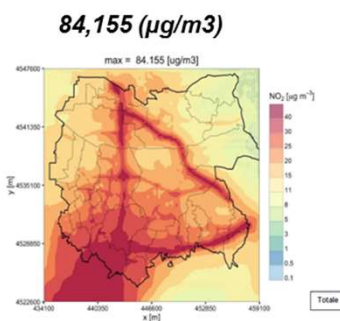 84,155 (µg/m3)
max = 84.155 [ug/m3]
4547600
4541350
4535100
4528850
4522600
y [m]
434100 440350 446600 452850 459100
x [m]
NO₂ [µg m⁻³]
40
30
25
20
15
11
8
5
3
1
0.5
0.1
Totale